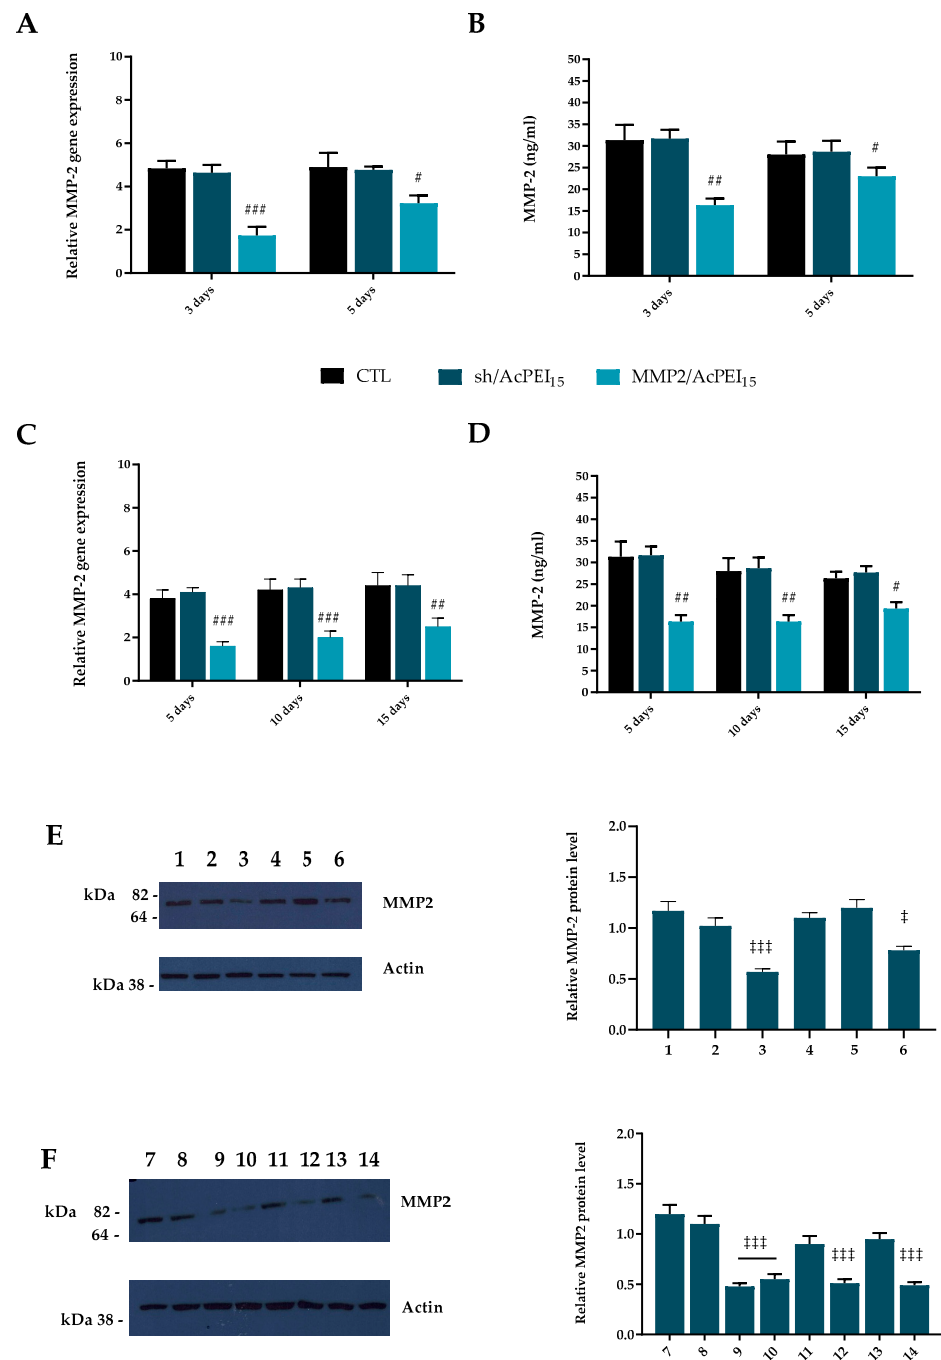 A
Relative MMP-2 gene expression
10
8
6
4
2
0
###
#
3 days
5 days
B
MMP-2 (ng/ml)
50
45
40
35
30
25
20
15
10
5
0
##
#
3 days
5 days
CTL
sh/AcPEI15
MMP2/AcPEI15
C
Relative MMP-2 gene expression
10
8
6
4
2
0
###
###
##
5 days
10 days
15 days
D
MMP-2 (ng/ml)
50
45
40
35
30
25
20
15
10
5
0
##
##
#
5 days
10 days
15 days
E
1 2 3 4 5 6
kDa 82 -
64 -
MMP2
kDa 38 -
Actin
Relative MMP-2 protein level
2.0
1.5
1.0
0.5
0.0
‡‡‡
‡
1 2 3 4 5 6
F
7 8 9 10 11 12 13 14
kDa 82 -
64 -
MMP2
kDa 38 -
Actin
Relative MMP2 protein level
2.0
1.5
1.0
0.5
0.0
‡‡‡
‡‡‡
‡‡‡
7 8 9 10 11 12 13 14